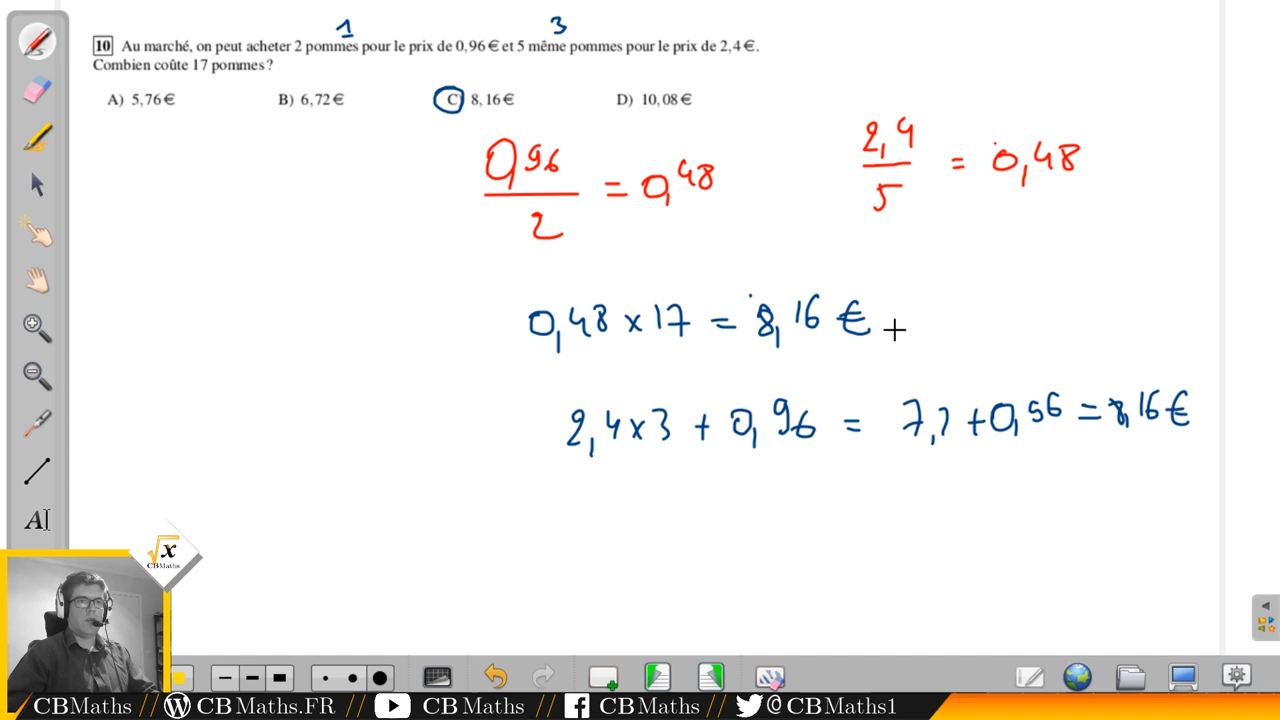 1 3
10 Au marché, on peut acheter 2 pommes pour le prix de 0,96 € et 5 même pommes pour le prix de 2,4 €.
Combien coûte 17 pommes ?
A) 5,76 € B) 6,72 € C) 8,16 € D) 10,08 €
0,96 / 2 = 0,48
2,4 / 5 = 0,48
0,48 x 17 = 8,16 €
2,4 x 3 + 0,96 = 7,2 + 0,96 = 8,16 €
A
√x
CBMaths
CBMaths // CBMaths.FR // CBMaths // CBMaths // @CBMaths1